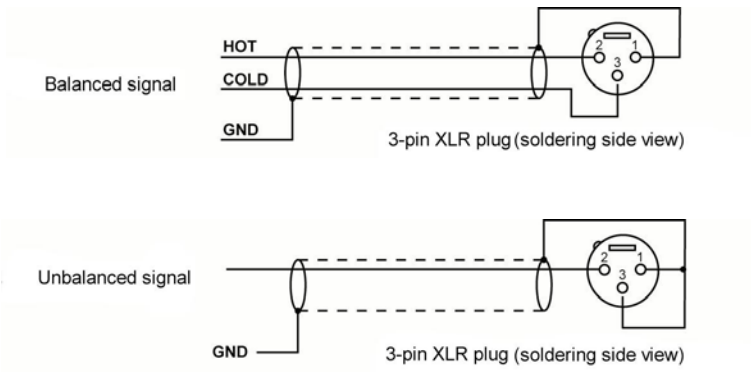 HOT
2 1
3
Balanced signal
COLD
GND
3-pin XLR plug (soldering side view)
2 1
3
Unbalanced signal
GND
3-pin XLR plug (soldering side view)